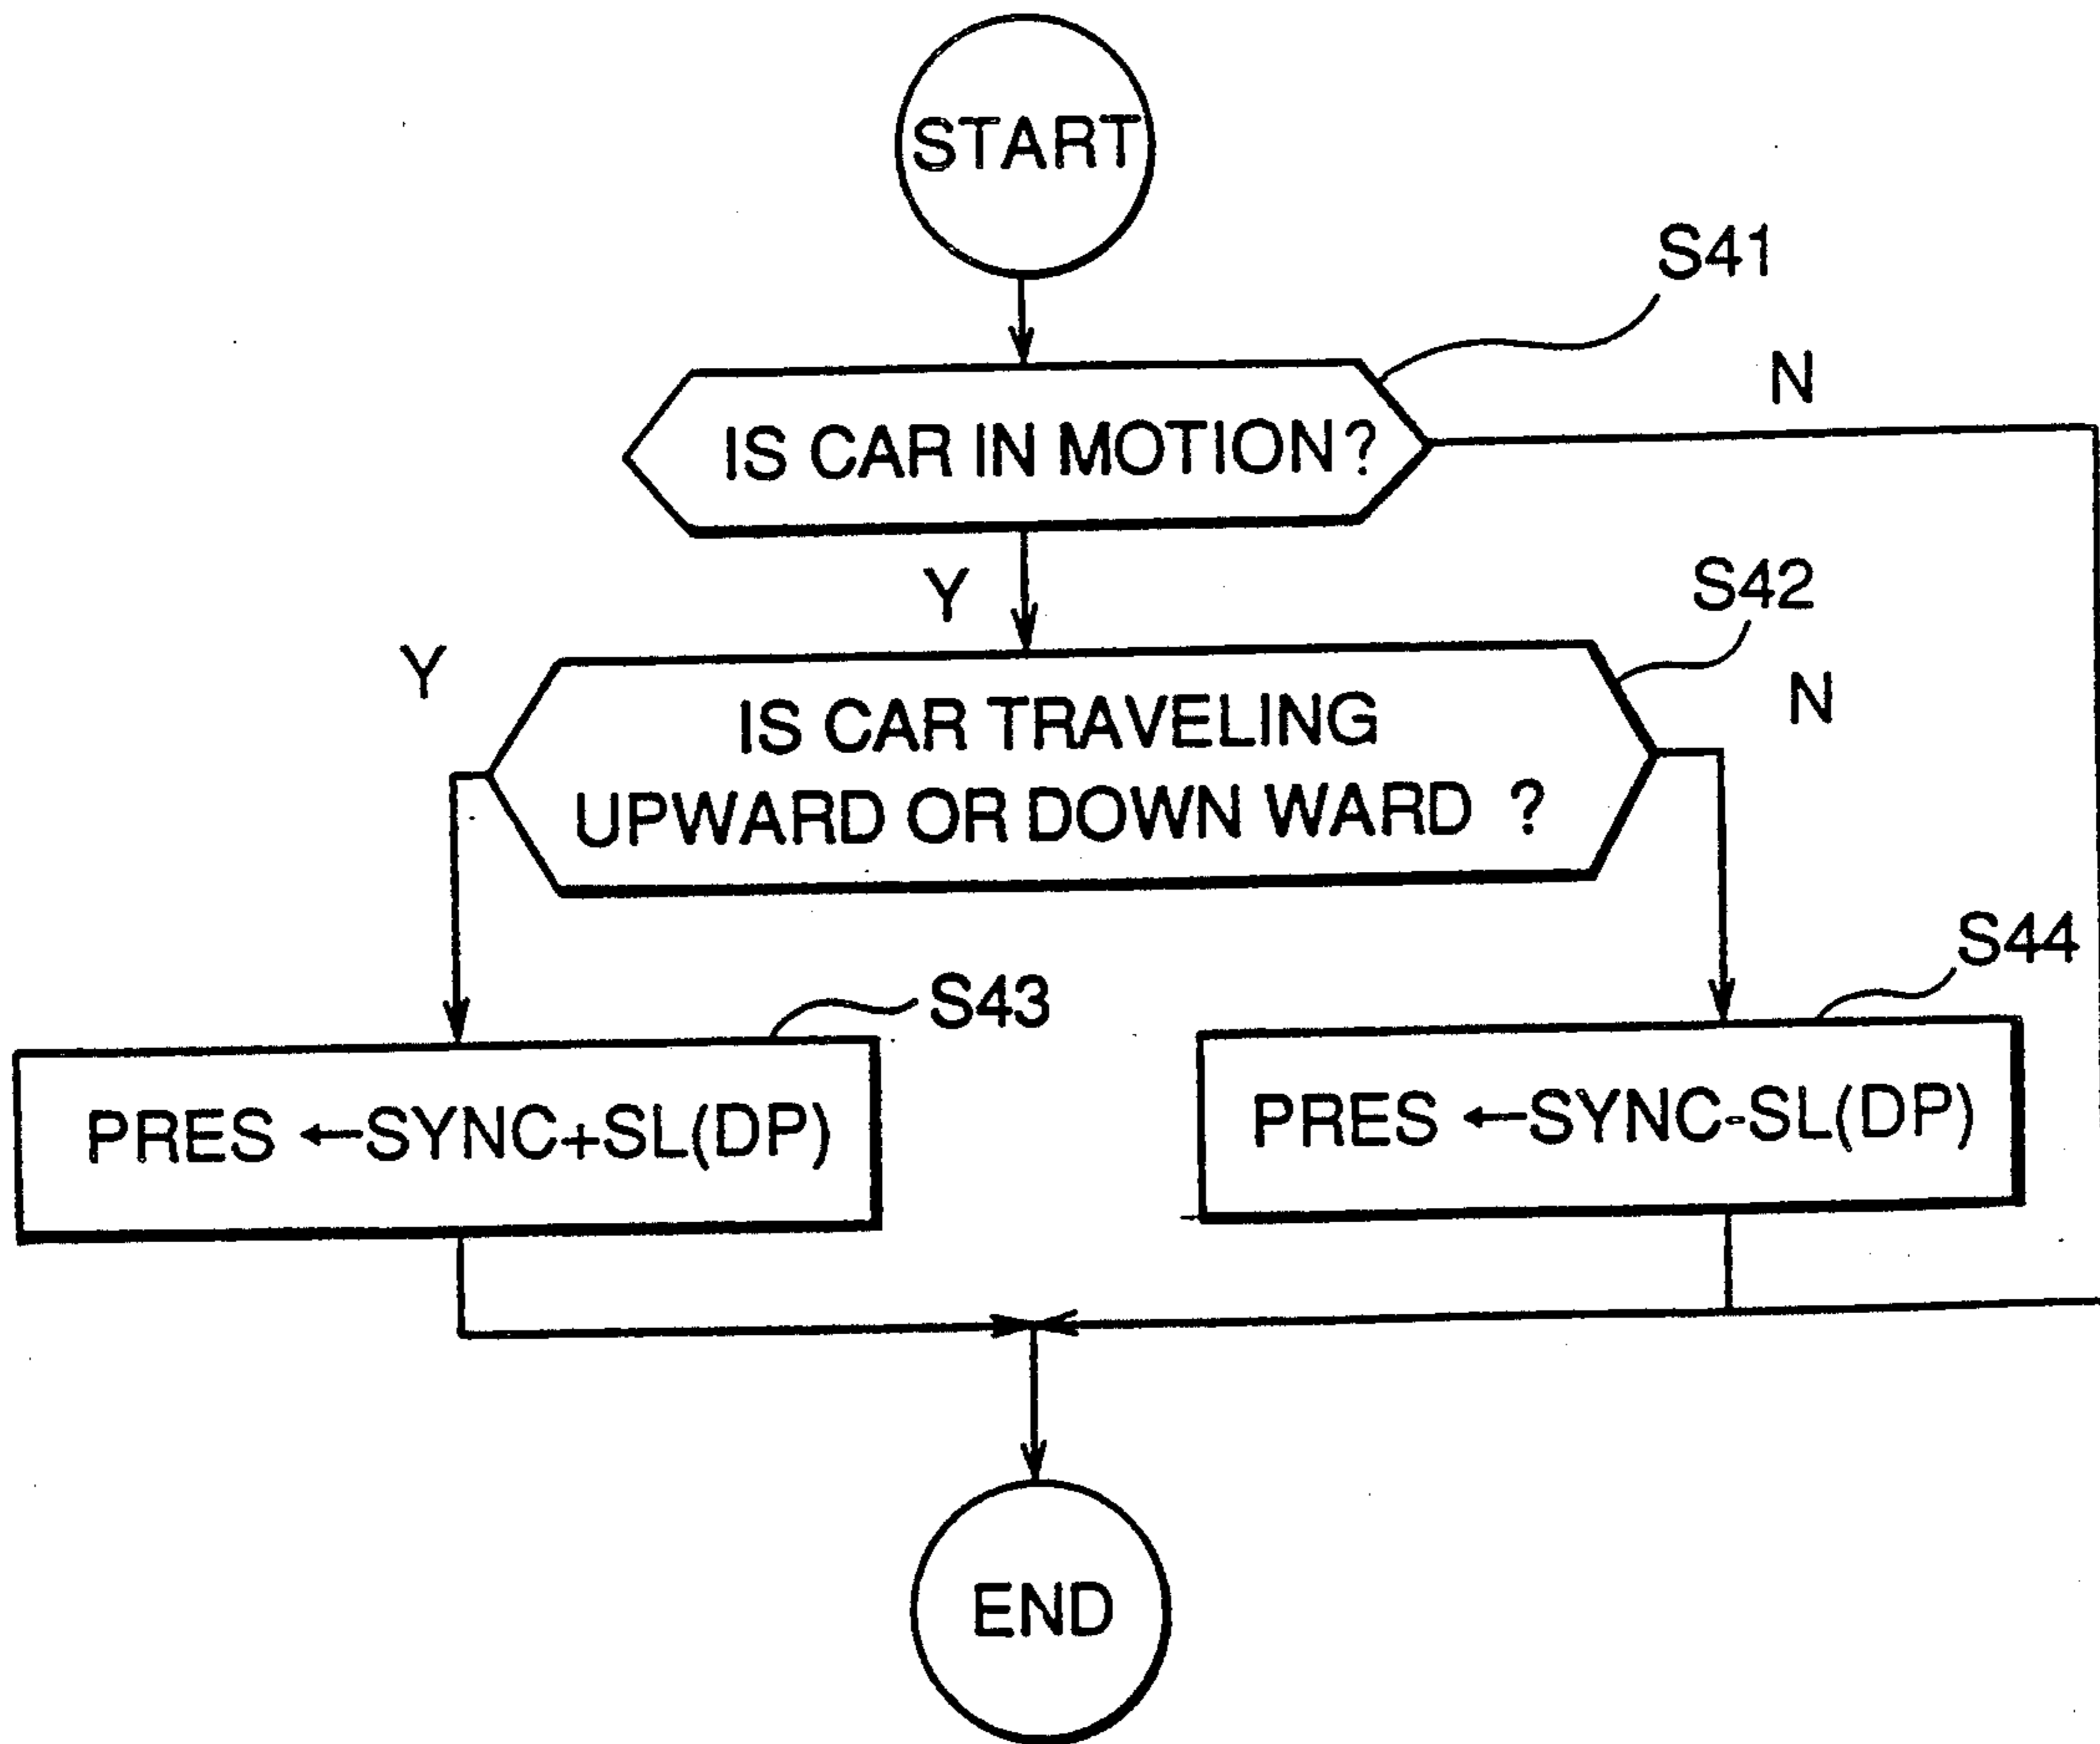 START
S41
N
IS CAR IN MOTION?
Y
S42
Y
N
IS CAR TRAVELING
UPWARD OR DOWN WARD ?
S43
S44
PRES ←SYNC+SL(DP)
PRES ←SYNC-SL(DP)
END